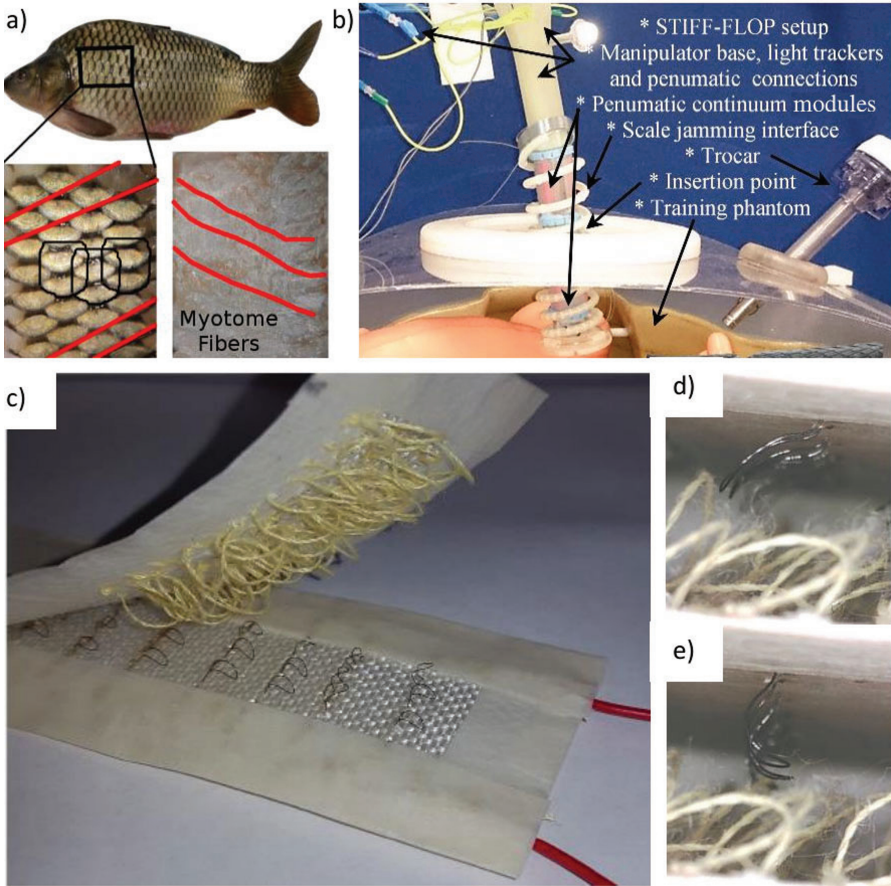 a)
Myotome
Fibers
b)
* STIFF-FLOP setup
* Manipulator base, light trackers
and penumatic connections
* Penumatic continuum modules
* Scale jamming interface
* Trocar
* Insertion point
* Training phantom
c)
d)
e)